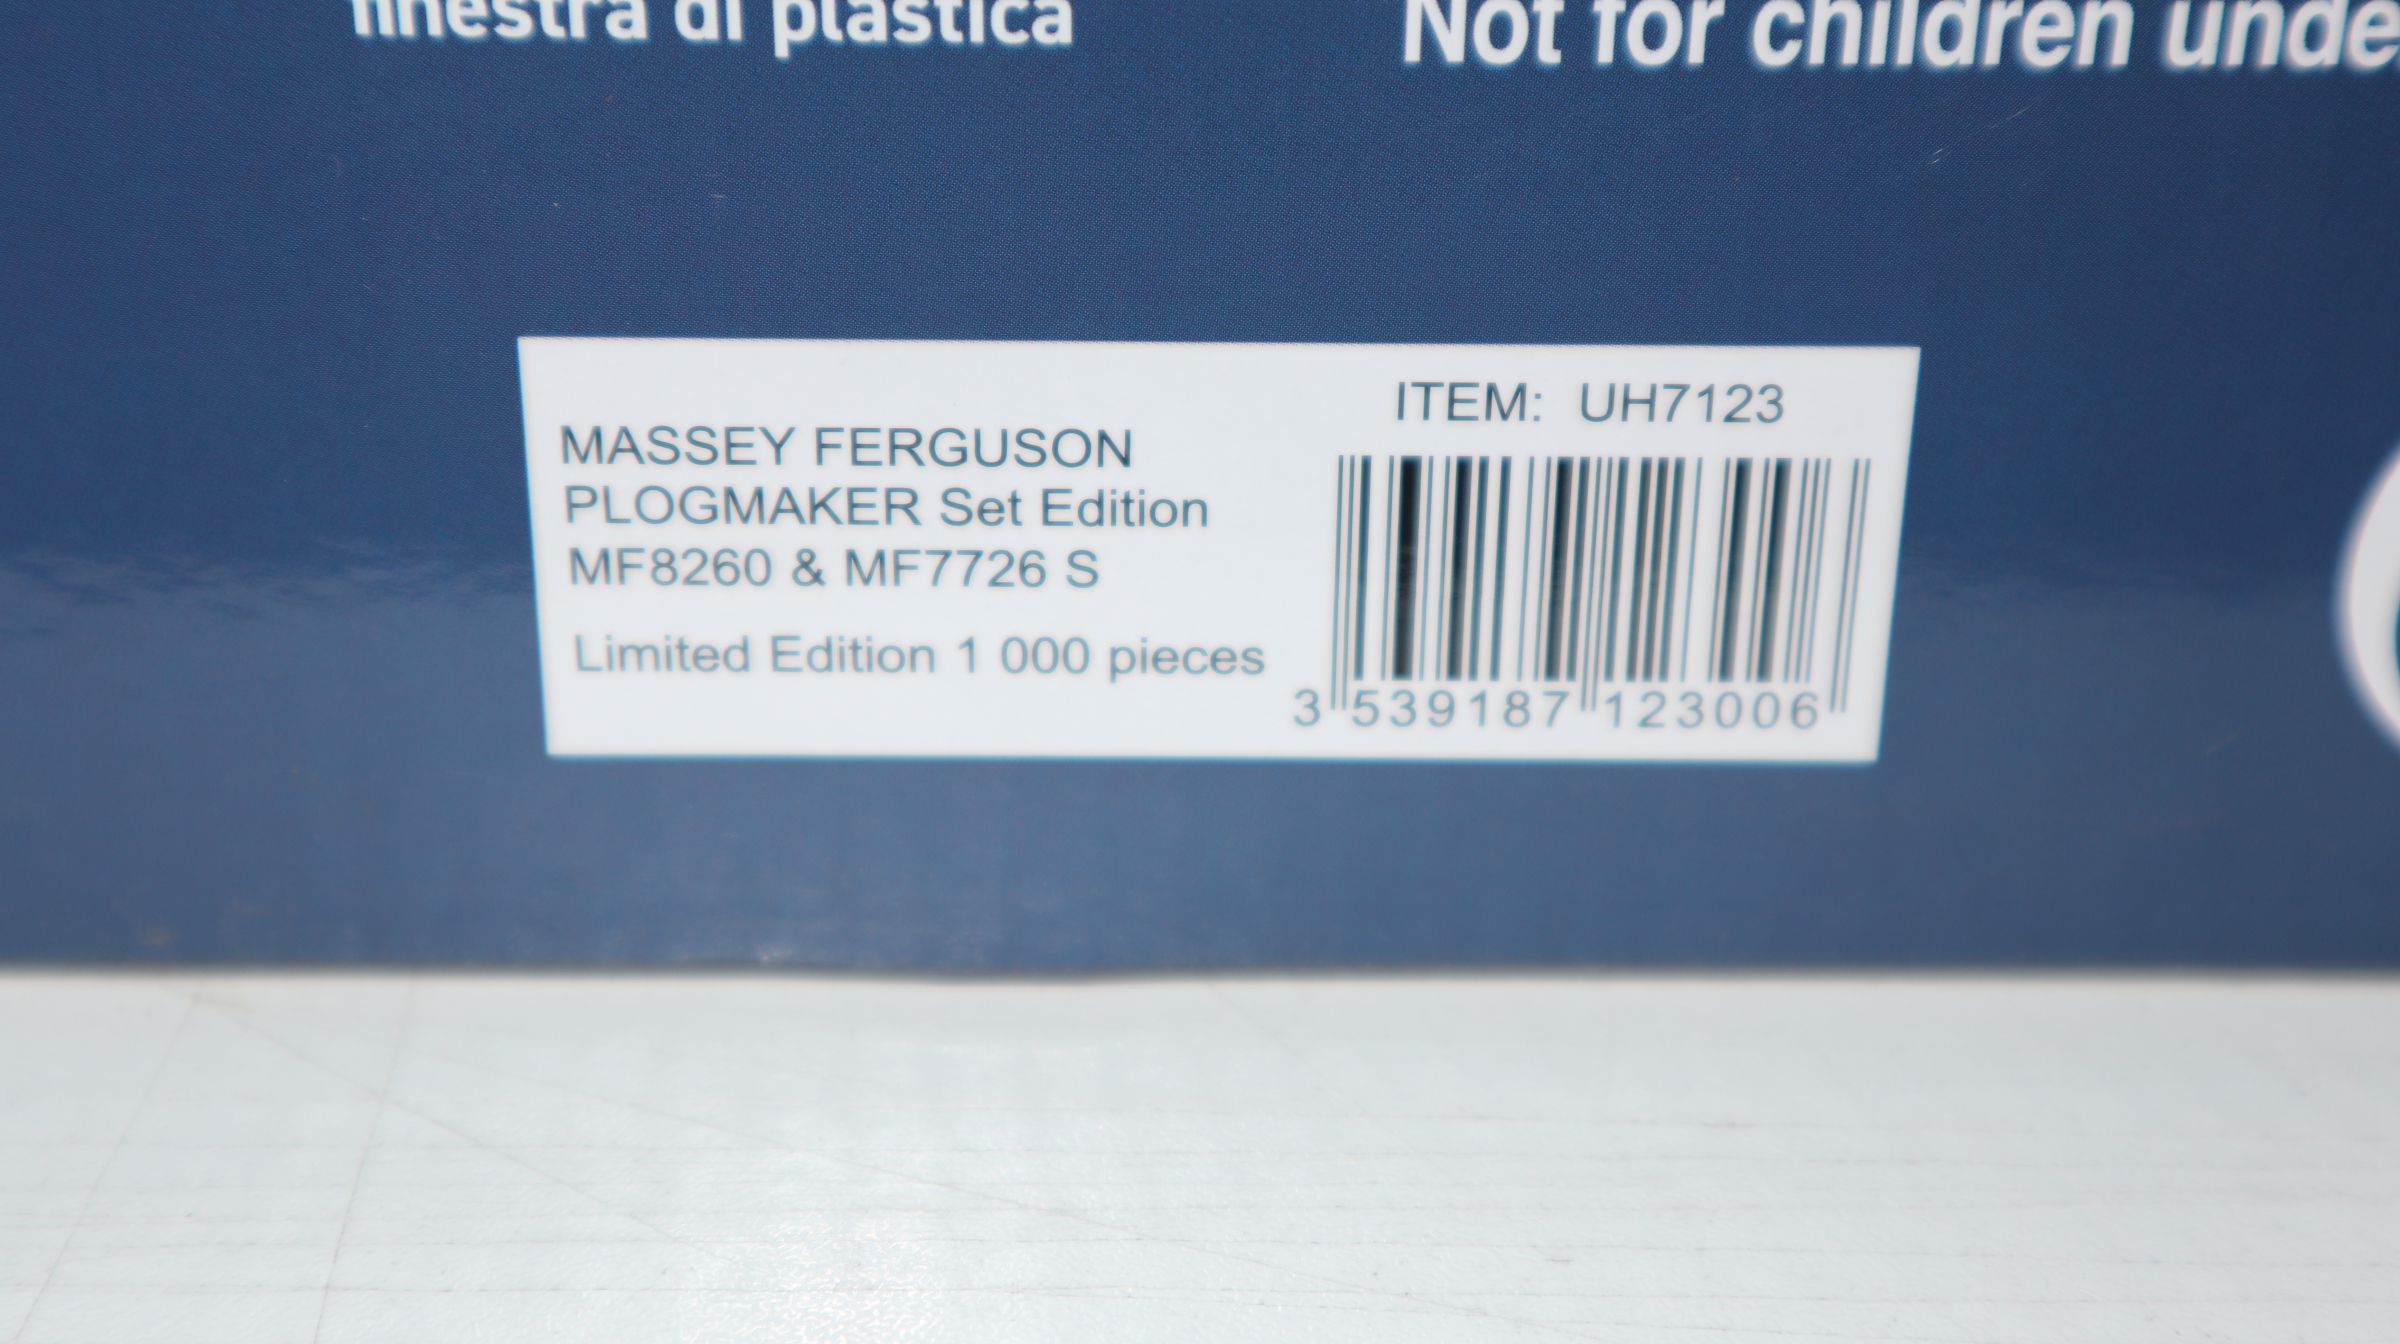 finestra di plastica
Not for children unde
ITEM: UH7123
MASSEY FERGUSON
PLOGMAKER Set Edition
MF8260 & MF7726 S
Limited Edition 1 000 pieces
3 539187 123006